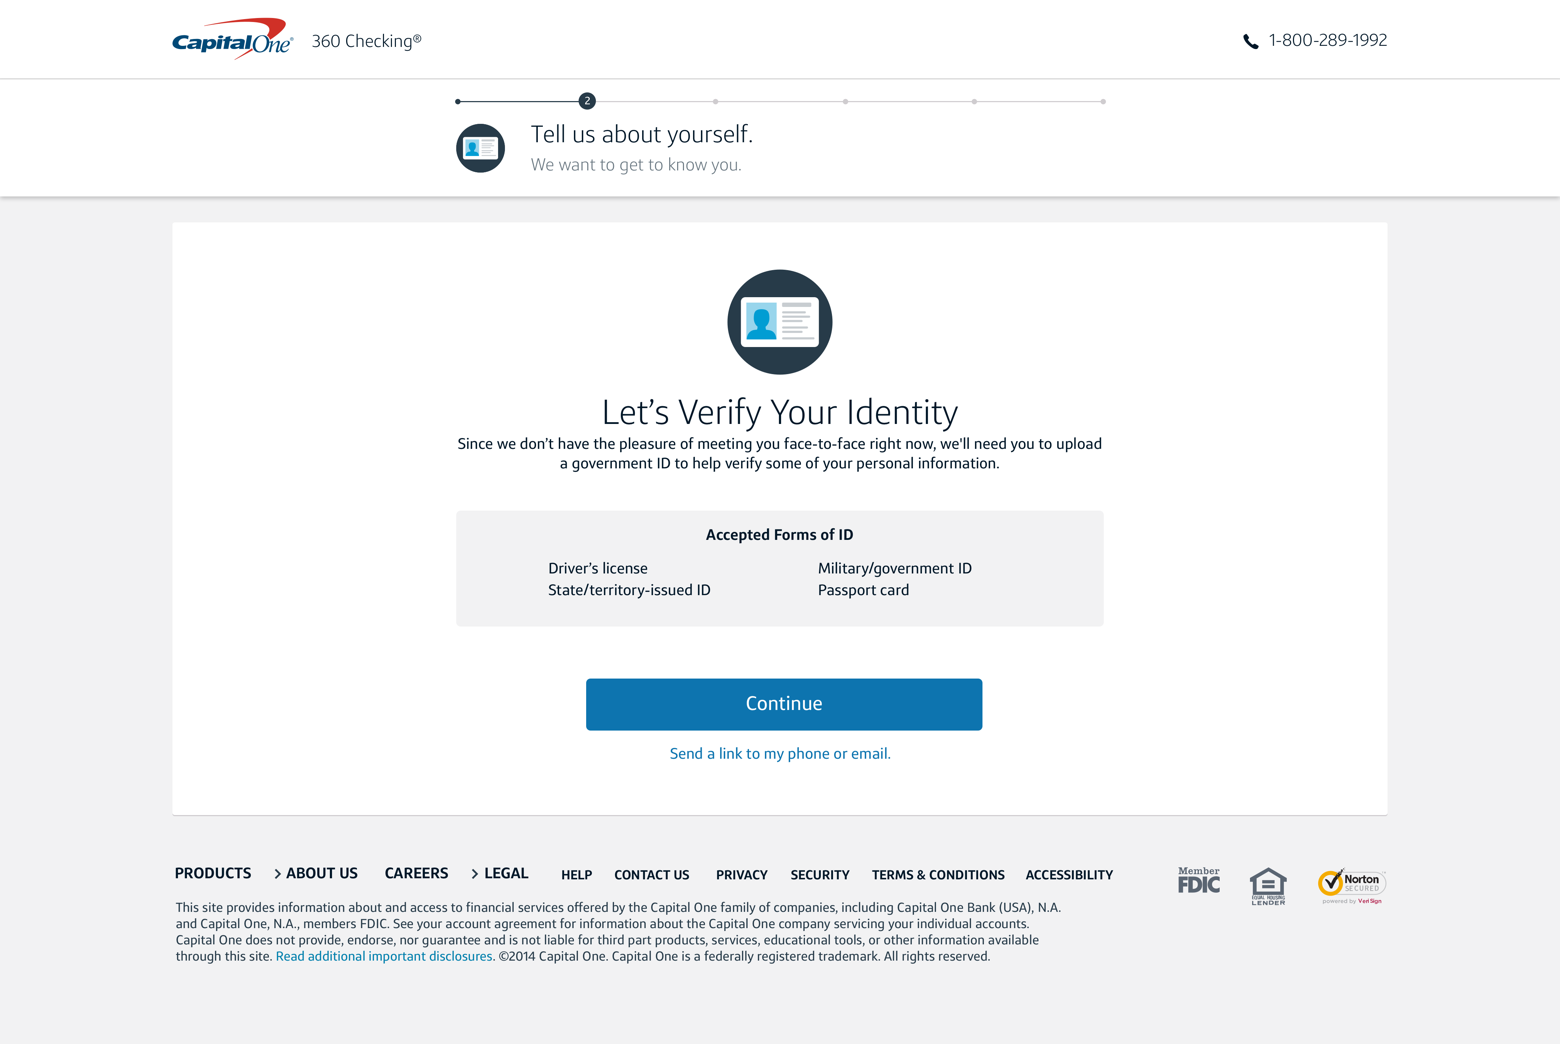 CapitalOne® 360 Checking® 1-800-289-1992
2
Tell us about yourself.
We want to get to know you.
Let’s Verify Your Identity
Since we don’t have the pleasure of meeting you face-to-face right now, we'll need you to upload
a government ID to help verify some of your personal information.
Accepted Forms of ID
Driver’s license Military/government ID
State/territory-issued ID Passport card
Continue
Send a link to my phone or email.
PRODUCTS > ABOUT US CAREERS > LEGAL HELP CONTACT US PRIVACY SECURITY TERMS & CONDITIONS ACCESSIBILITY
Member
FDIC
EQUAL HOUSING
LENDER
Norton
SECURED
powered by VeriSign
This site provides information about and access to financial services offered by the Capital One family of companies, including Capital One Bank (USA), N.A.
and Capital One, N.A., members FDIC. See your account agreement for information about the Capital One company servicing your individual accounts.
Capital One does not provide, endorse, nor guarantee and is not liable for third part products, services, educational tools, or other information available
through this site. Read additional important disclosures. ©2014 Capital One. Capital One is a federally registered trademark. All rights reserved.